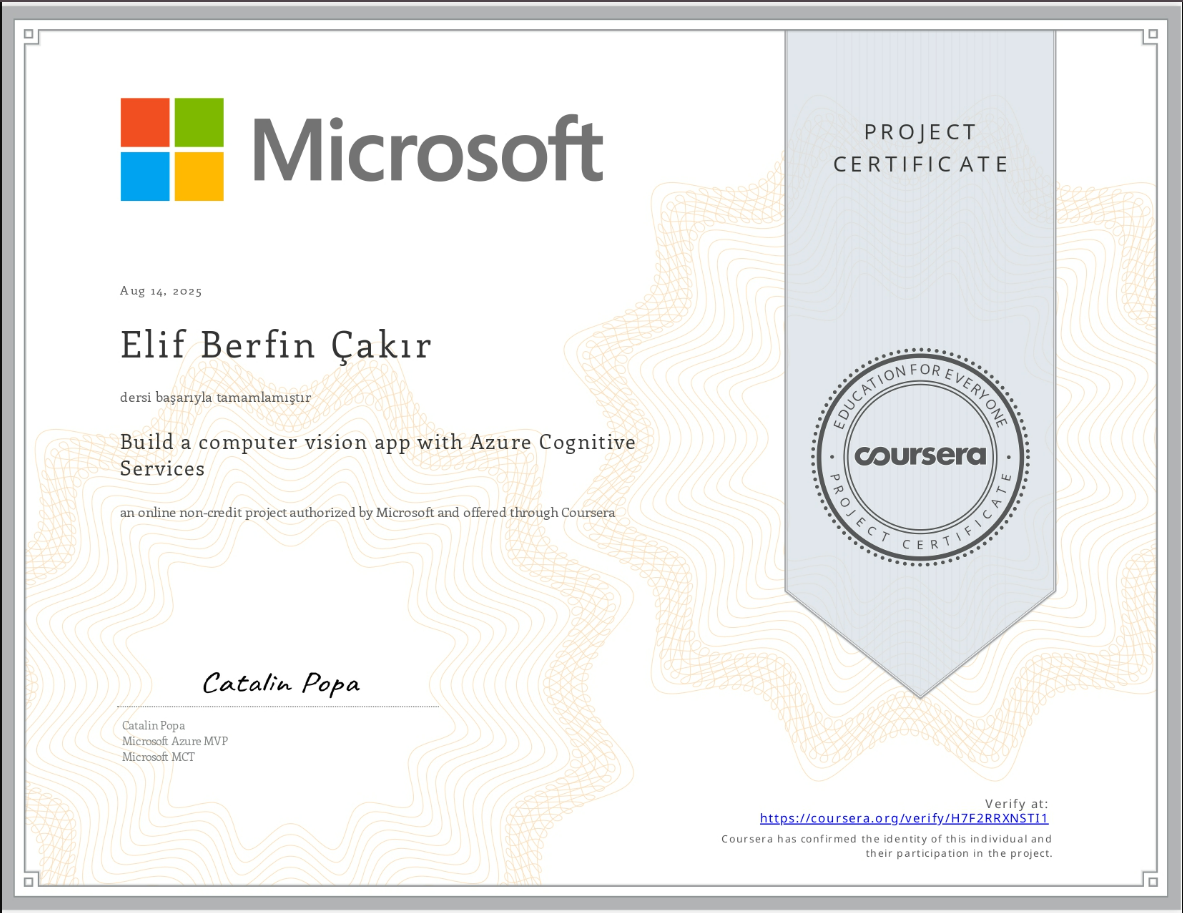 Microsoft
PROJECT
CERTIFICATE
Aug 14, 2025
Elif Berfin Çakır
dersi başarıyla tamamlamıştır
Build a computer vision app with Azure Cognitive
Services
an online non-credit project authorized by Microsoft and offered through Coursera
EDUCATION FOR EVERYONE
coursera
PROJECT CERTIFICATE
Catalin Popa
Catalin Popa
Microsoft Azure MVP
Microsoft MCT
Verify at:
https://coursera.org/verify/H7F2RRXNSTI1
Coursera has confirmed the identity of this individual and
their participation in the project.